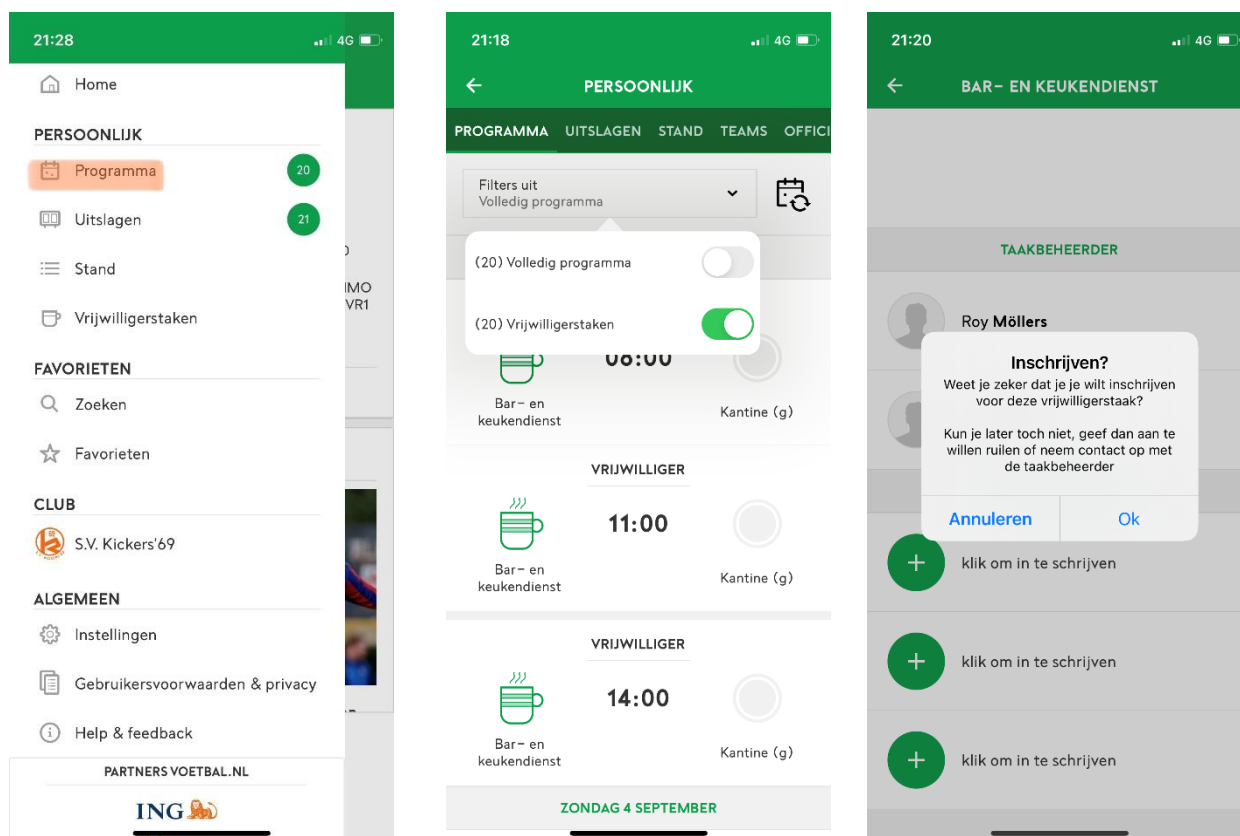 21:28
4G
Home
PERSOONLIJK
Programma
20
Uitslagen
21
Stand
Vrijwilligerstaken
FAVORIETEN
Zoeken
Favorieten
CLUB
S.V. Kickers'69
ALGEMEEN
Instellingen
Gebruikersvoorwaarden & privacy
Help & feedback
PARTNERS VOETBAL.NL
ING
MO
VR1
21:18
4G
PERSOONLIJK
PROGRAMMA UITSLAGEN STAND TEAMS OFFICI
Filters uit
Volledig programma
(20) Volledig programma
(20) Vrijwilligerstaken
08:00
Bar- en
keukendienst
Kantine (g)
VRIJWILLIGER
11:00
Bar- en
keukendienst
Kantine (g)
VRIJWILLIGER
14:00
Bar- en
keukendienst
Kantine (g)
ZONDAG 4 SEPTEMBER
21:20
4G
BAR- EN KEUKENDIENST
TAAKBEHEERDER
Roy Möllers
Inschrijven?
Weet je zeker dat je je wilt inschrijven
voor deze vrijwilligerstaak?
Kun je later toch niet, geef dan aan te
willen ruilen of neem contact op met
de taakbeheerder
Annuleren
Ok
klik om in te schrijven
klik om in te schrijven
klik om in te schrijven